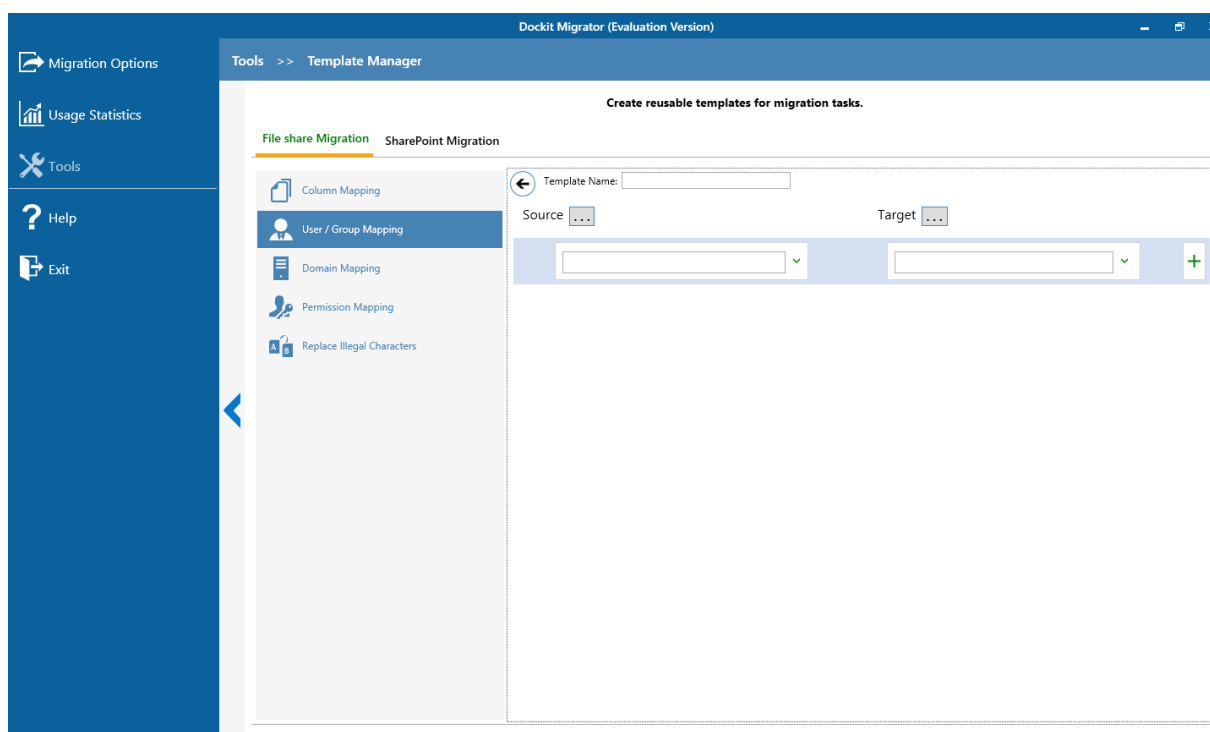 Dockit Migrator (Evaluation Version)
Migration Options
Usage Statistics
Tools
Help
Exit
Tools >> Template Manager
Create reusable templates for migration tasks.
File share Migration SharePoint Migration
Column Mapping
User / Group Mapping
Domain Mapping
Permission Mapping
A B Replace Illegal Characters
Template Name:
Source ... Target ...